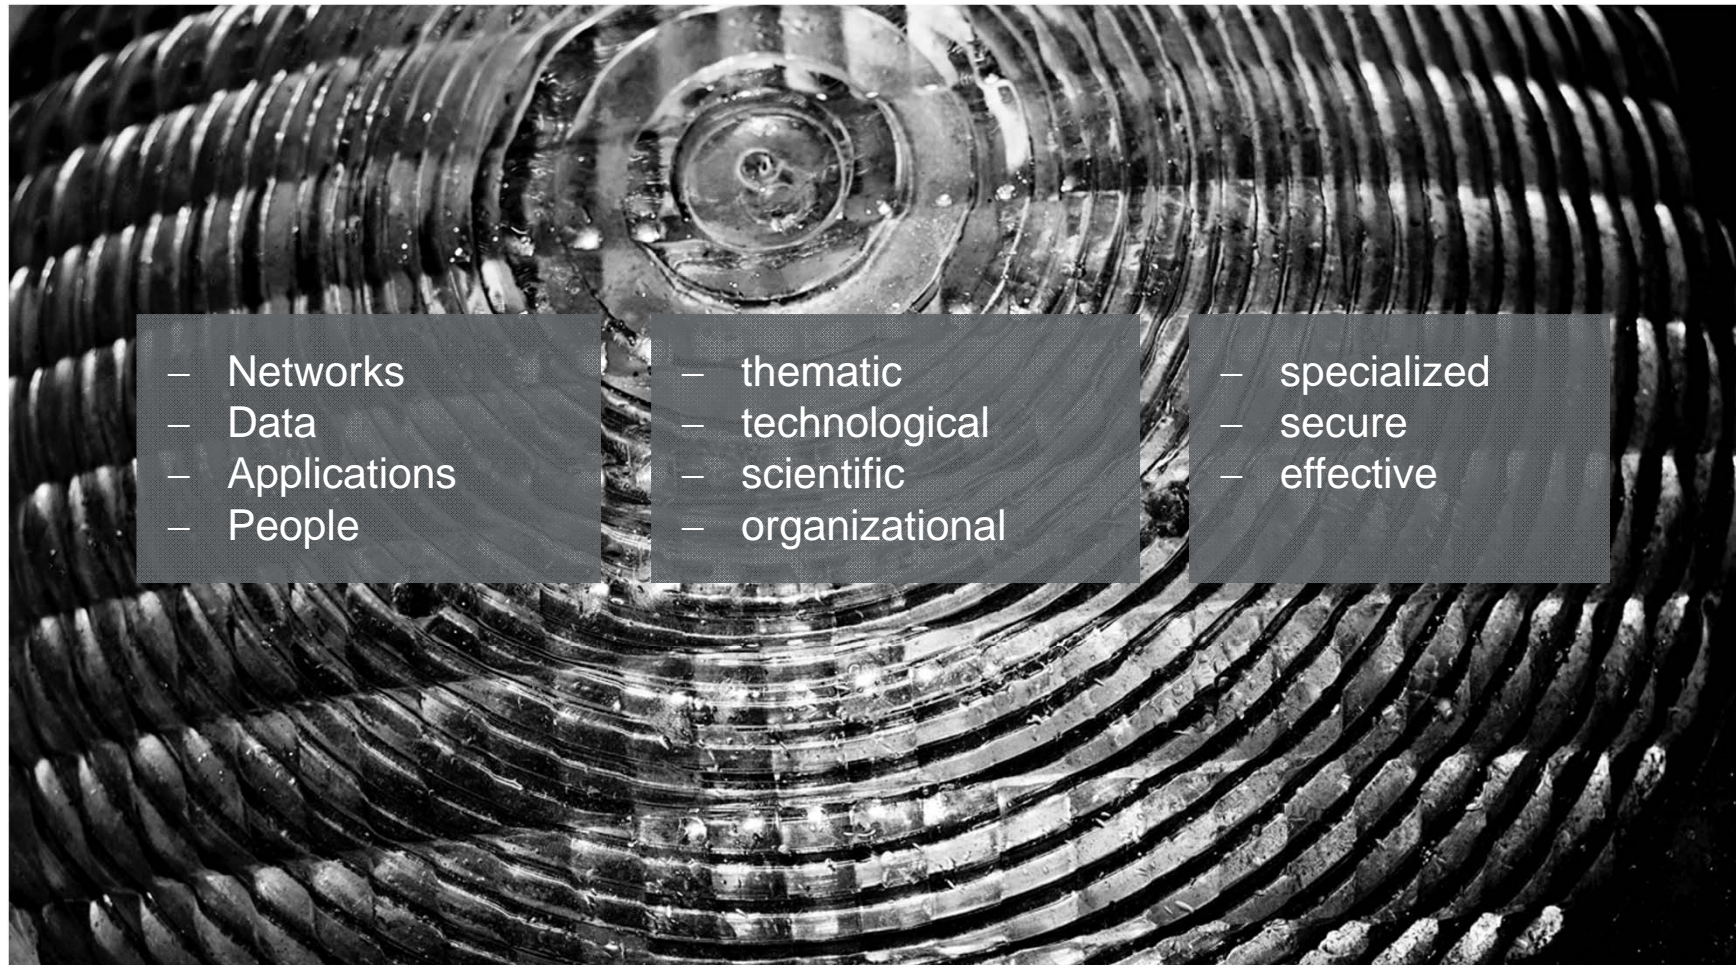 – Networks
– Data
– Applications
– People
– thematic
– technological
– scientific
– organizational
– specialized
– secure
– effective